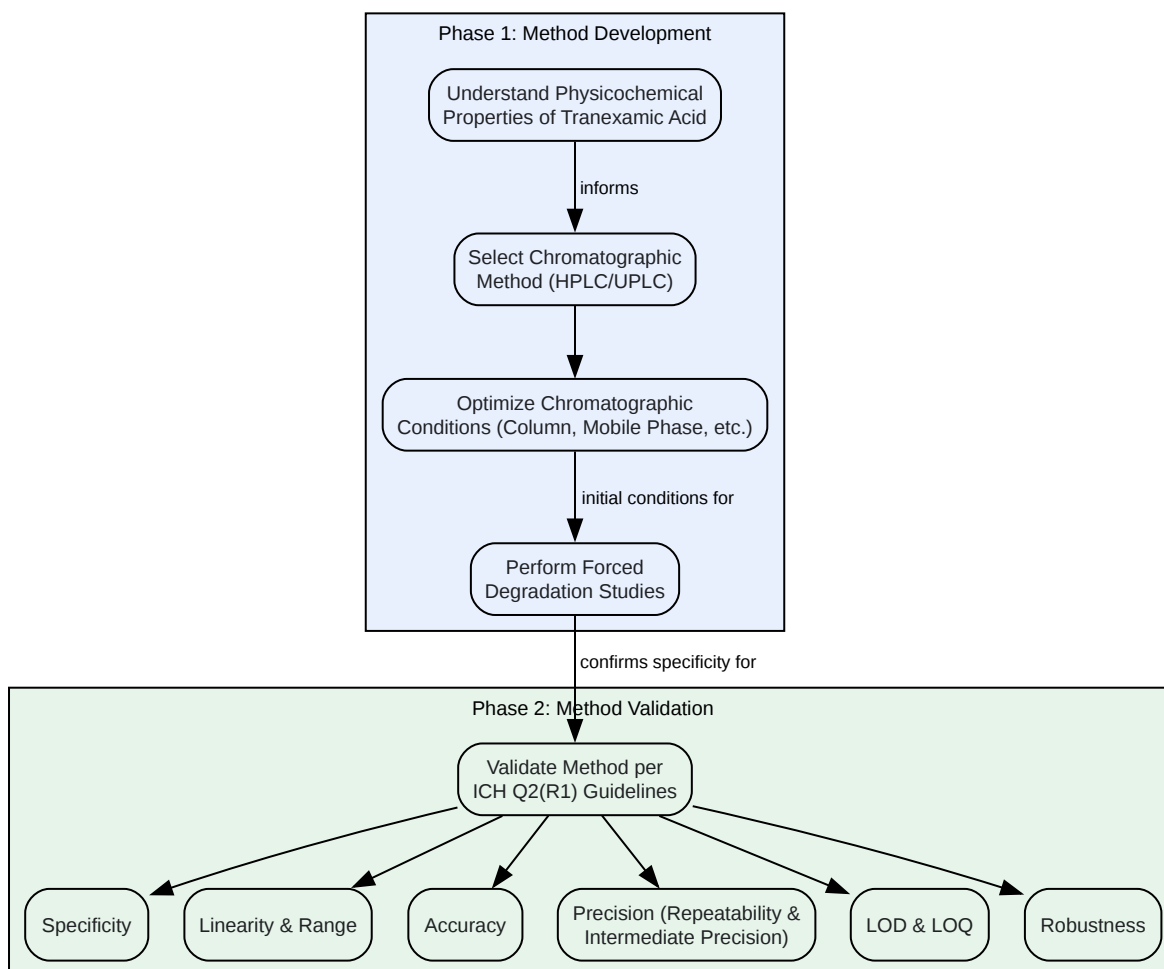 Phase 1: Method Development
Understand Physicochemical
Properties of Tranexamic Acid
informs
Select Chromatographic
Method (HPLC/UPLC)
Optimize Chromatographic
Conditions (Column, Mobile Phase, etc.)
initial conditions for
Perform Forced
Degradation Studies
confirms specificity for
Phase 2: Method Validation
Validate Method per
ICH Q2(R1) Guidelines
Specificity
Linearity & Range
Accuracy
Precision (Repeatability &
Intermediate Precision)
LOD & LOQ
Robustness